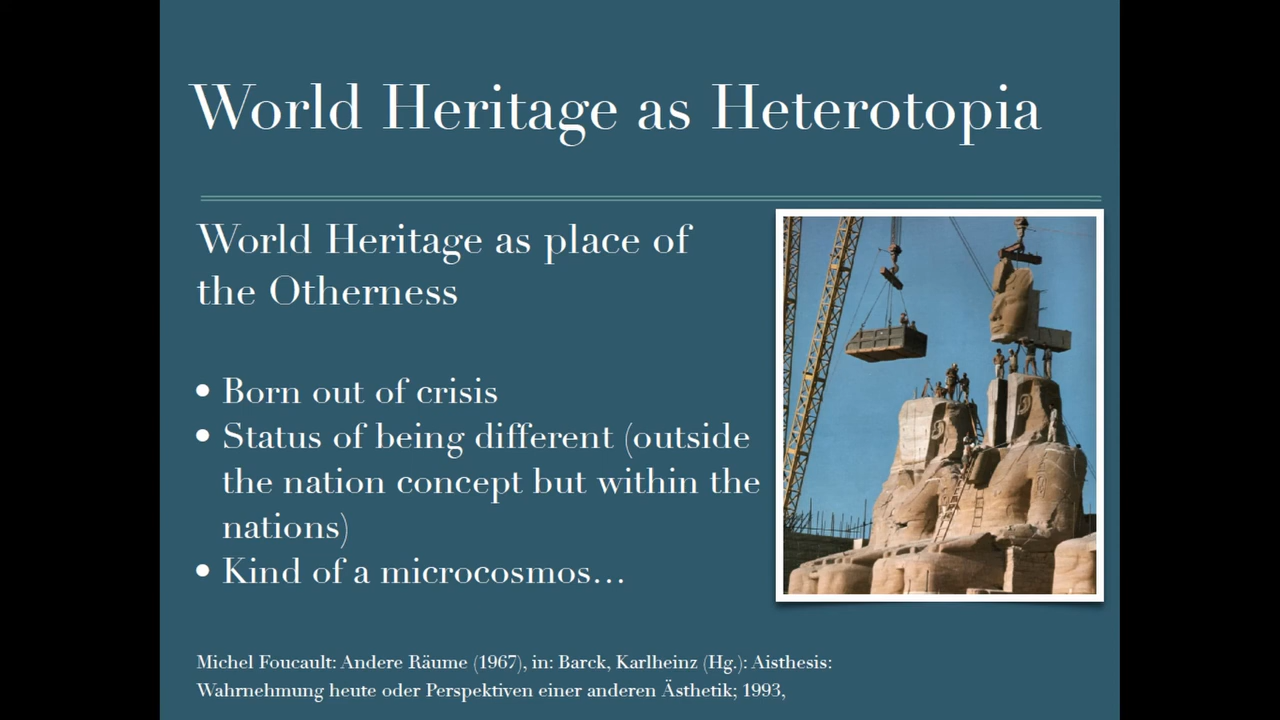 World Heritage as Heterotopia
World Heritage as place of
the Otherness
• Born out of crisis
• Status of being different (outside
the nation concept but within the
nations)
• Kind of a microcosmos…
Michel Foucault: Andere Räume (1967), in: Barck, Karlheinz (Hg.): Aisthesis:
Wahrnehmung heute oder Perspektiven einer anderen Ästhetik; 1993,